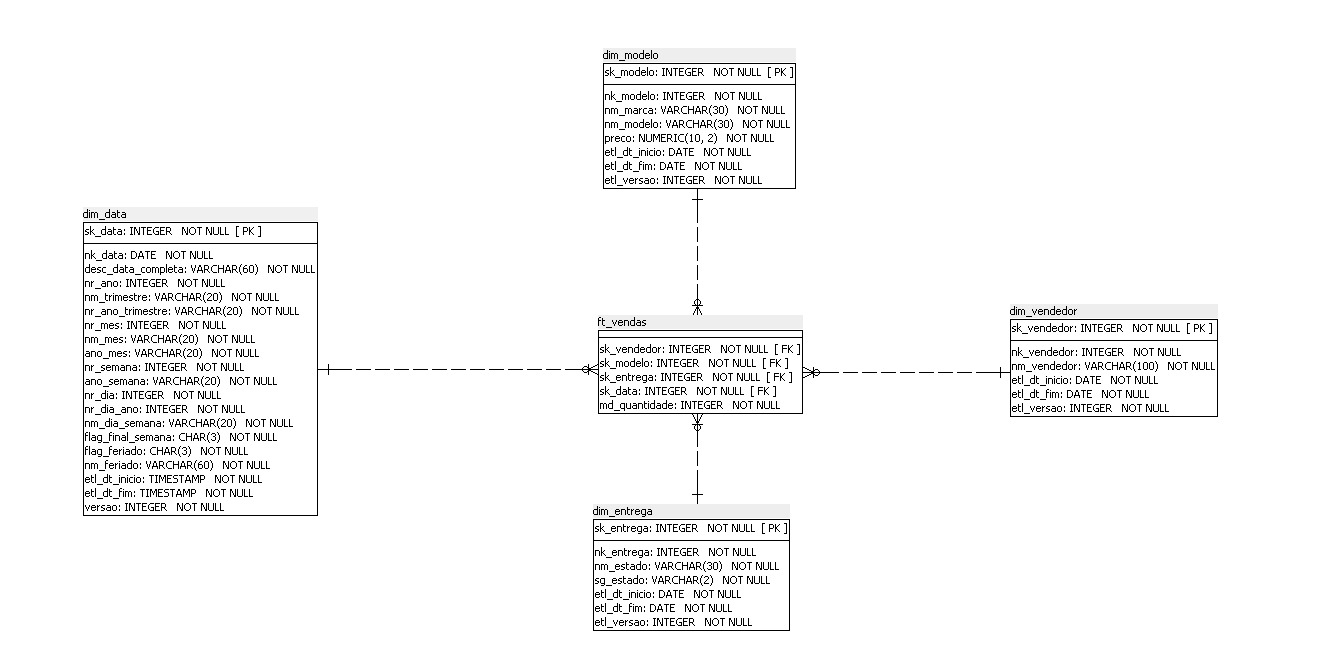 dim_modelo
sk_modelo: INTEGER NOT NULL [ PK ]
nk_modelo: INTEGER NOT NULL
nm_marca: VARCHAR(30) NOT NULL
nm_modelo: VARCHAR(30) NOT NULL
preco: NUMERIC(10, 2) NOT NULL
etl_dt_inicio: DATE NOT NULL
etl_dt_fim: DATE NOT NULL
etl_versao: INTEGER NOT NULL
dim_data
sk_data: INTEGER NOT NULL [ PK ]
nk_data: DATE NOT NULL
desc_data_completa: VARCHAR(60) NOT NULL
nr_ano: INTEGER NOT NULL
nm_trimestre: VARCHAR(20) NOT NULL
nr_ano_trimestre: VARCHAR(20) NOT NULL
nr_mes: INTEGER NOT NULL
nm_mes: VARCHAR(20) NOT NULL
ano_mes: VARCHAR(20) NOT NULL
nr_semana: INTEGER NOT NULL
ano_semana: VARCHAR(20) NOT NULL
nr_dia: INTEGER NOT NULL
nr_dia_ano: INTEGER NOT NULL
nm_dia_semana: VARCHAR(20) NOT NULL
flag_final_semana: CHAR(3) NOT NULL
flag_feriado: CHAR(3) NOT NULL
nm_feriado: VARCHAR(60) NOT NULL
etl_dt_inicio: TIMESTAMP NOT NULL
etl_dt_fim: TIMESTAMP NOT NULL
versao: INTEGER NOT NULL
ft_vendas
sk_vendedor: INTEGER NOT NULL [ FK ]
sk_modelo: INTEGER NOT NULL [ FK ]
sk_entrega: INTEGER NOT NULL [ FK ]
sk_data: INTEGER NOT NULL [ FK ]
md_quantidade: INTEGER NOT NULL
dim_vendedor
sk_vendedor: INTEGER NOT NULL [ PK ]
nk_vendedor: INTEGER NOT NULL
nm_vendedor: VARCHAR(100) NOT NULL
etl_dt_inicio: DATE NOT NULL
etl_dt_fim: DATE NOT NULL
etl_versao: INTEGER NOT NULL
dim_entrega
sk_entrega: INTEGER NOT NULL [ PK ]
nk_entrega: INTEGER NOT NULL
nm_estado: VARCHAR(30) NOT NULL
sg_estado: VARCHAR(2) NOT NULL
etl_dt_inicio: DATE NOT NULL
etl_dt_fim: DATE NOT NULL
etl_versao: INTEGER NOT NULL